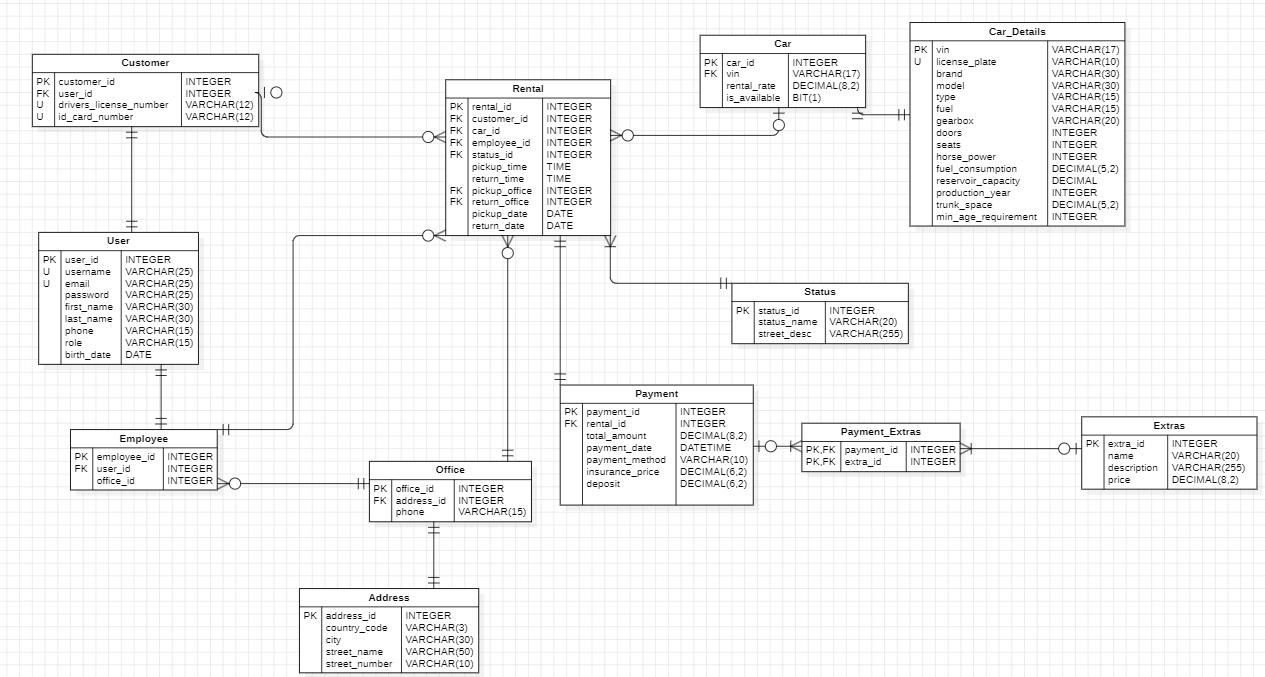 Customer
PK customer_id INTEGER
FK user_id INTEGER
U drivers_license_number VARCHAR(12)
U id_card_number VARCHAR(12)
Rental
PK rental_id INTEGER
FK customer_id INTEGER
FK car_id INTEGER
FK employee_id INTEGER
FK status_id INTEGER
pickup_time TIME
return_time TIME
FK pickup_office INTEGER
FK return_office INTEGER
pickup_date DATE
return_date DATE
Car
PK car_id INTEGER
FK vin VARCHAR(17)
rental_rate DECIMAL(8,2)
is_available BIT(1)
Car_Details
PK vin VARCHAR(17)
U license_plate VARCHAR(10)
brand VARCHAR(30)
model VARCHAR(30)
type VARCHAR(15)
fuel VARCHAR(15)
gearbox VARCHAR(20)
doors INTEGER
seats INTEGER
horse_power INTEGER
fuel_consumption DECIMAL(5,2)
reservoir_capacity DECIMAL
production_year INTEGER
trunk_space DECIMAL(5,2)
min_age_requirement INTEGER
User
PK user_id INTEGER
U username VARCHAR(25)
U email VARCHAR(25)
password VARCHAR(25)
first_name VARCHAR(30)
last_name VARCHAR(30)
phone VARCHAR(15)
role VARCHAR(15)
birth_date DATE
Status
PK status_id INTEGER
status_name VARCHAR(20)
street_desc VARCHAR(255)
Employee
PK employee_id INTEGER
FK user_id INTEGER
office_id INTEGER
Office
PK office_id INTEGER
FK address_id INTEGER
phone VARCHAR(15)
Payment
PK payment_id INTEGER
FK rental_id INTEGER
total_amount DECIMAL(8,2)
payment_date DATETIME
payment_method VARCHAR(10)
insurance_price DECIMAL(6,2)
deposit DECIMAL(6,2)
Payment_Extras
PK,FK payment_id INTEGER
PK,FK extra_id INTEGER
Extras
PK extra_id INTEGER
name VARCHAR(20)
description VARCHAR(255)
price DECIMAL(8,2)
Address
PK address_id INTEGER
country_code VARCHAR(3)
city VARCHAR(30)
street_name VARCHAR(50)
street_number VARCHAR(10)